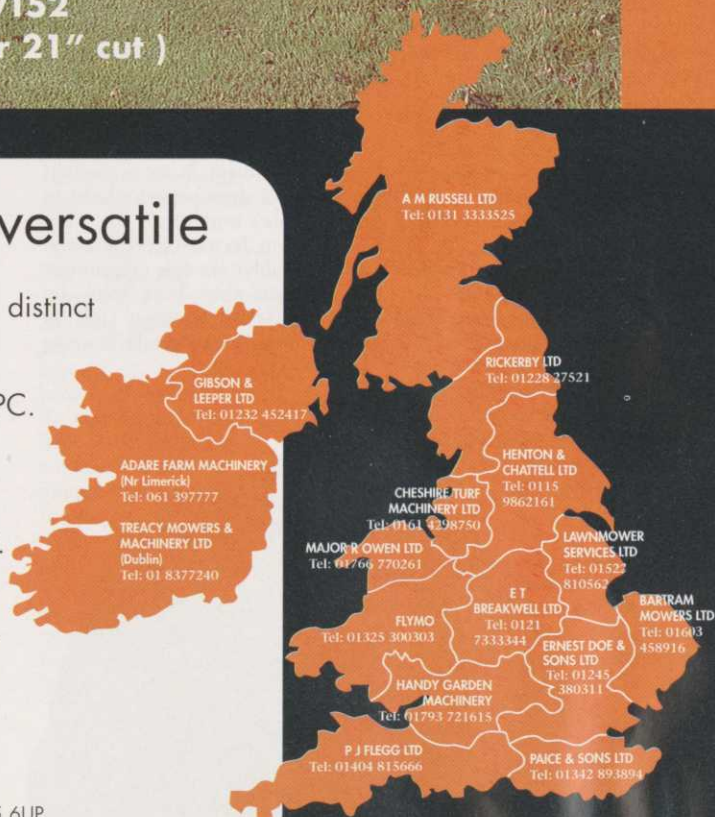 7152
r 21" cut )
versatile
distinct
PC.
A M RUSSELL LTD
Tel: 0131 3333525
RICKERBY LTD
Tel: 01228 27521
GIBSON &
LEEPER LTD
Tel: 01232 452417
ADARE FARM MACHINERY
(Nr Limerick)
Tel: 061 397777
TREACY MOWERS &
MACHINERY LTD
(Dublin)
Tel: 01 8377240
HENTON &
CHATTELL LTD
Tel: 0115
9862161
CHESHIRE TURF
MACHINERY LTD
Tel: 0161 4298750
MAJOR R OWEN LTD
Tel: 01766 770261
LAWNMOWER
SERVICES LTD
Tel: 01522
810562
E T
BREAKWELL LTD
Tel: 0121
7333344
BARTRAM
MOWERS LTD
Tel: 01603
458916
FLYMO
Tel: 01325 300303
ERNEST DOE &
SONS LTD
Tel: 01245
380311
HANDY GARDEN
MACHINERY
Tel: 01793 721615
P J FLEGG LTD
Tel: 01404 815666
PAICE & SONS LTD
Tel: 01342 893894
6UP